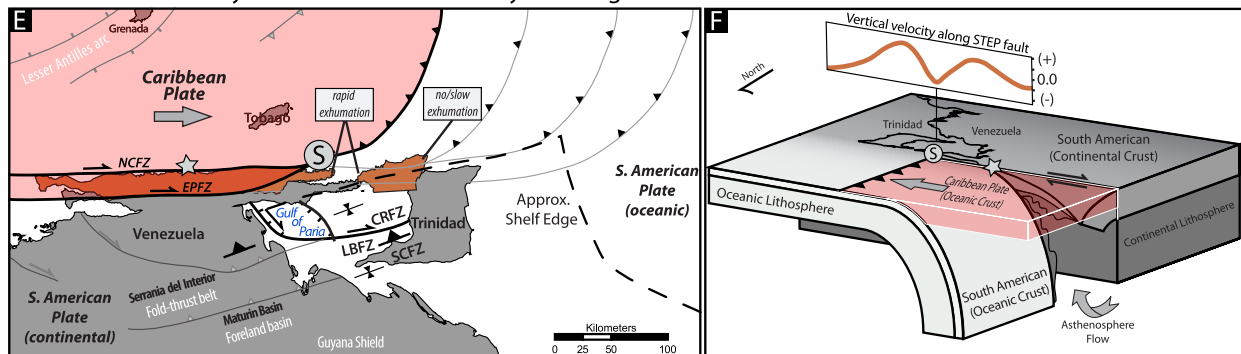 E
Grenada
Lesser Antilles arc
Caribbean
Plate
Tobago
rapid
exhumation
no/slow
exhumation
NCFZ
S
EPFZ
S. American
Plate
(oceanic)
Approx.
Shelf Edge
Gulf
of
Paria
CRFZ
Trinidad
Venezuela
LBFZ
SCFZ
Serrania del Interior
Fold-thrust belt
S. American
Plate
(continental)
Maturin Basin
Foreland basin
Guyana Shield
Kilometers
0 25 50 100
F
Vertical velocity along STEP fault
(+)
0.0
(-)
North
Trinidad
Venezuela
South American
(Continental Crust)
S
Caribbean Plate
(Oceanic Crust)
Oceanic Lithosphere
Continental Lithosphere
South American
(Oceanic Crust)
Asthenosphere
Flow